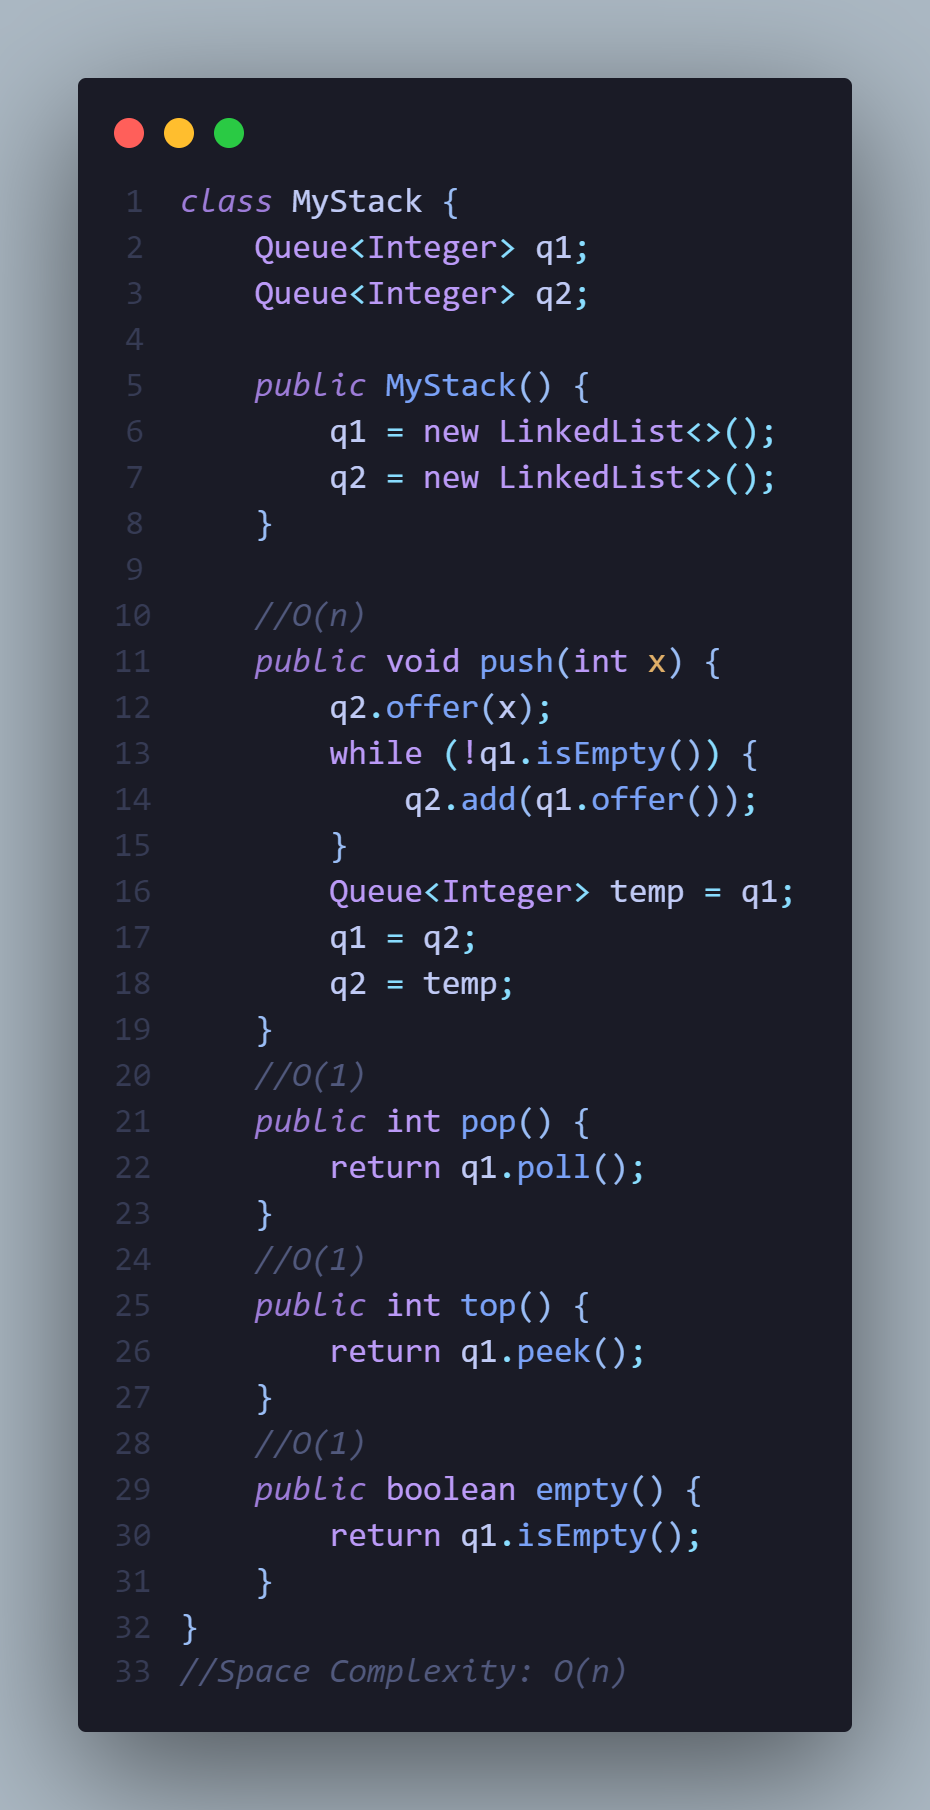 1 class MyStack {
2     Queue<Integer> q1;
3     Queue<Integer> q2;
4
5     public MyStack() {
6         q1 = new LinkedList<>();
7         q2 = new LinkedList<>();
8     }
9
10     //O(n)
11     public void push(int x) {
12         q2.offer(x);
13         while (!q1.isEmpty()) {
14             q2.add(q1.offer());
15         }
16         Queue<Integer> temp = q1;
17         q1 = q2;
18         q2 = temp;
19     }
20     //O(1)
21     public int pop() {
22         return q1.poll();
23     }
24     //O(1)
25     public int top() {
26         return q1.peek();
27     }
28     //O(1)
29     public boolean empty() {
30         return q1.isEmpty();
31     }
32 }
33 //Space Complexity: O(n)